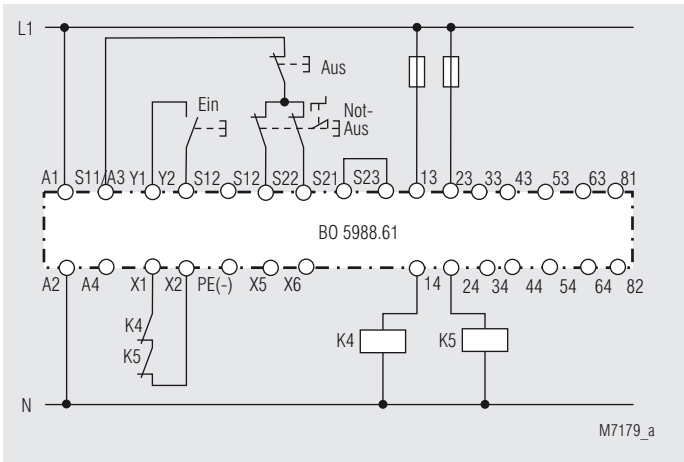 L1
Aus
Ein
Not-
Aus
A1 S11/A3 Y1 Y2 S12 S12 S22 S21 S23 13 23 33 43 53 63 81
BO 5988.61
A2 A4 X1 X2 PE(-) X5 X6 14 24 34 44 54 64 82
K4
K5
K4
K5
N
M7179_a